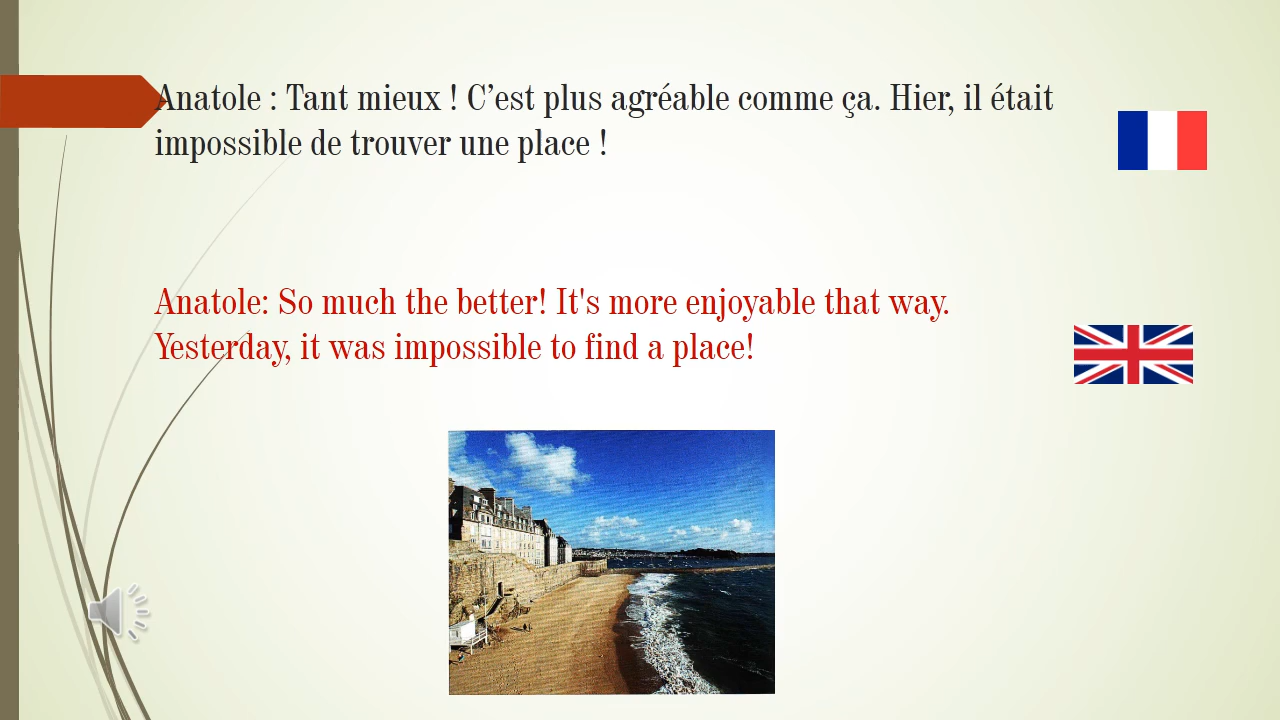 Anatole : Tant mieux ! C’est plus agréable comme ça. Hier, il était
impossible de trouver une place !
Anatole: So much the better! It's more enjoyable that way.
Yesterday, it was impossible to find a place!